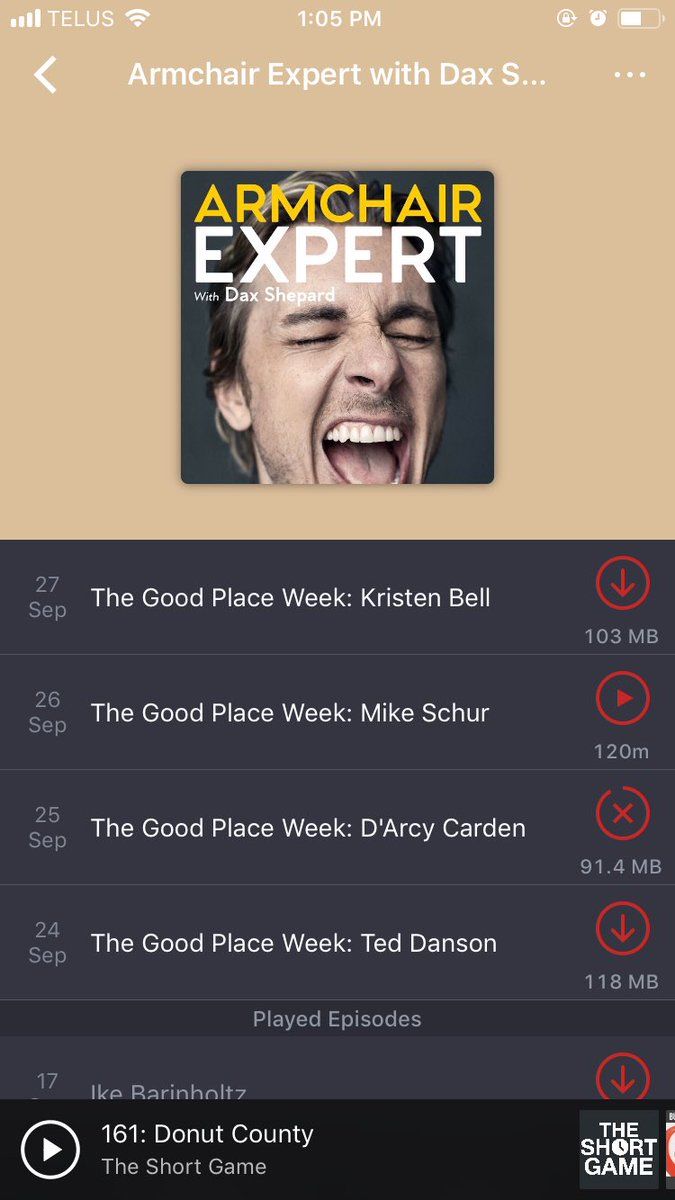 TELUS 1:05 PM
Armchair Expert with Dax S...
ARMCHAIR
EXPERT
With Dax Shepard
27
Sep
The Good Place Week: Kristen Bell
103 MB
26
Sep
The Good Place Week: Mike Schur
120m
25
Sep
The Good Place Week: D'Arcy Carden
91.4 MB
24
Sep
The Good Place Week: Ted Danson
118 MB
Played Episodes
17
Ike Barinholtz
161: Donut County
The Short Game
THE
SHORT
GAME